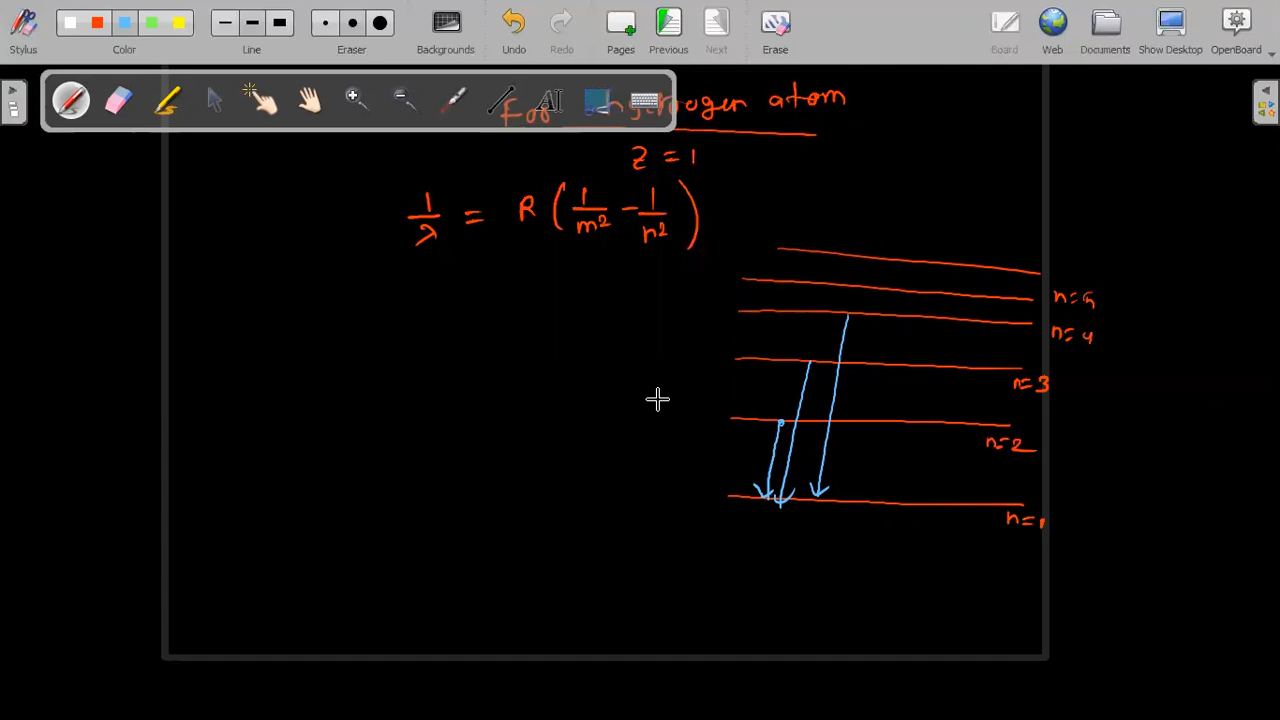 Stylus Color Line Eraser Backgrounds Undo Redo Pages Previous Next Erase Board Web Documents Show Desktop OpenBoard
hydrogen atom
Z = 1
1/λ = R (1/m² - 1/n²)
n=5
n=4
n=3
n=2
n=1